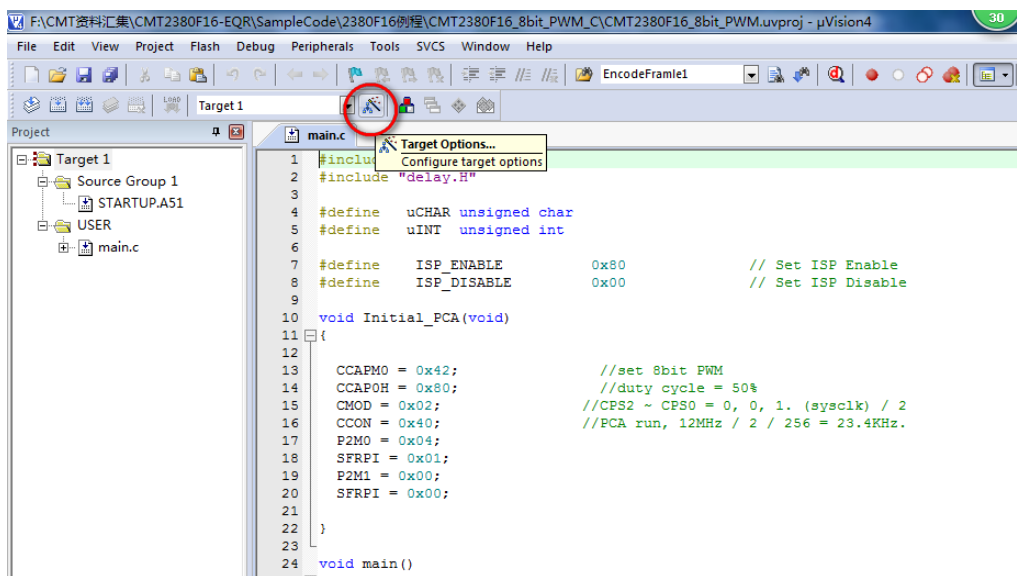 F:\CMT资料汇集\CMT2380F16-EQR\SampleCode\2380F16例程\CMT2380F16_8bit_PWM_C\CMT2380F16_8bit_PWM.uvproj - µVision4
30
File Edit View Project Flash Debug Peripherals Tools SVCS Window Help
EncodeFramle1
LOAD Target 1
Project
main.c
Target Options...
Configure target options
Target 1
Source Group 1
STARTUP.A51
USER
main.c
1 #inclu
2 #include "delay.H"
3
4 #define uCHAR unsigned char
5 #define uINT unsigned int
6
7 #define ISP_ENABLE 0x80 // Set ISP Enable
8 #define ISP_DISABLE 0x00 // Set ISP Disable
9
10 void Initial_PCA(void)
11 {
12
13 CCAPM0 = 0x42; //set 8bit PWM
14 CCAP0H = 0x80; //duty cycle = 50%
15 CMOD = 0x02; //CPS2 ~ CPS0 = 0, 0, 1. (sysclk) / 2
16 CCON = 0x40; //PCA run, 12MHz / 2 / 256 = 23.4KHz.
17 P2M0 = 0x04;
18 SFRPI = 0x01;
19 P2M1 = 0x00;
20 SFRPI = 0x00;
21
22 }
23
24 void main()